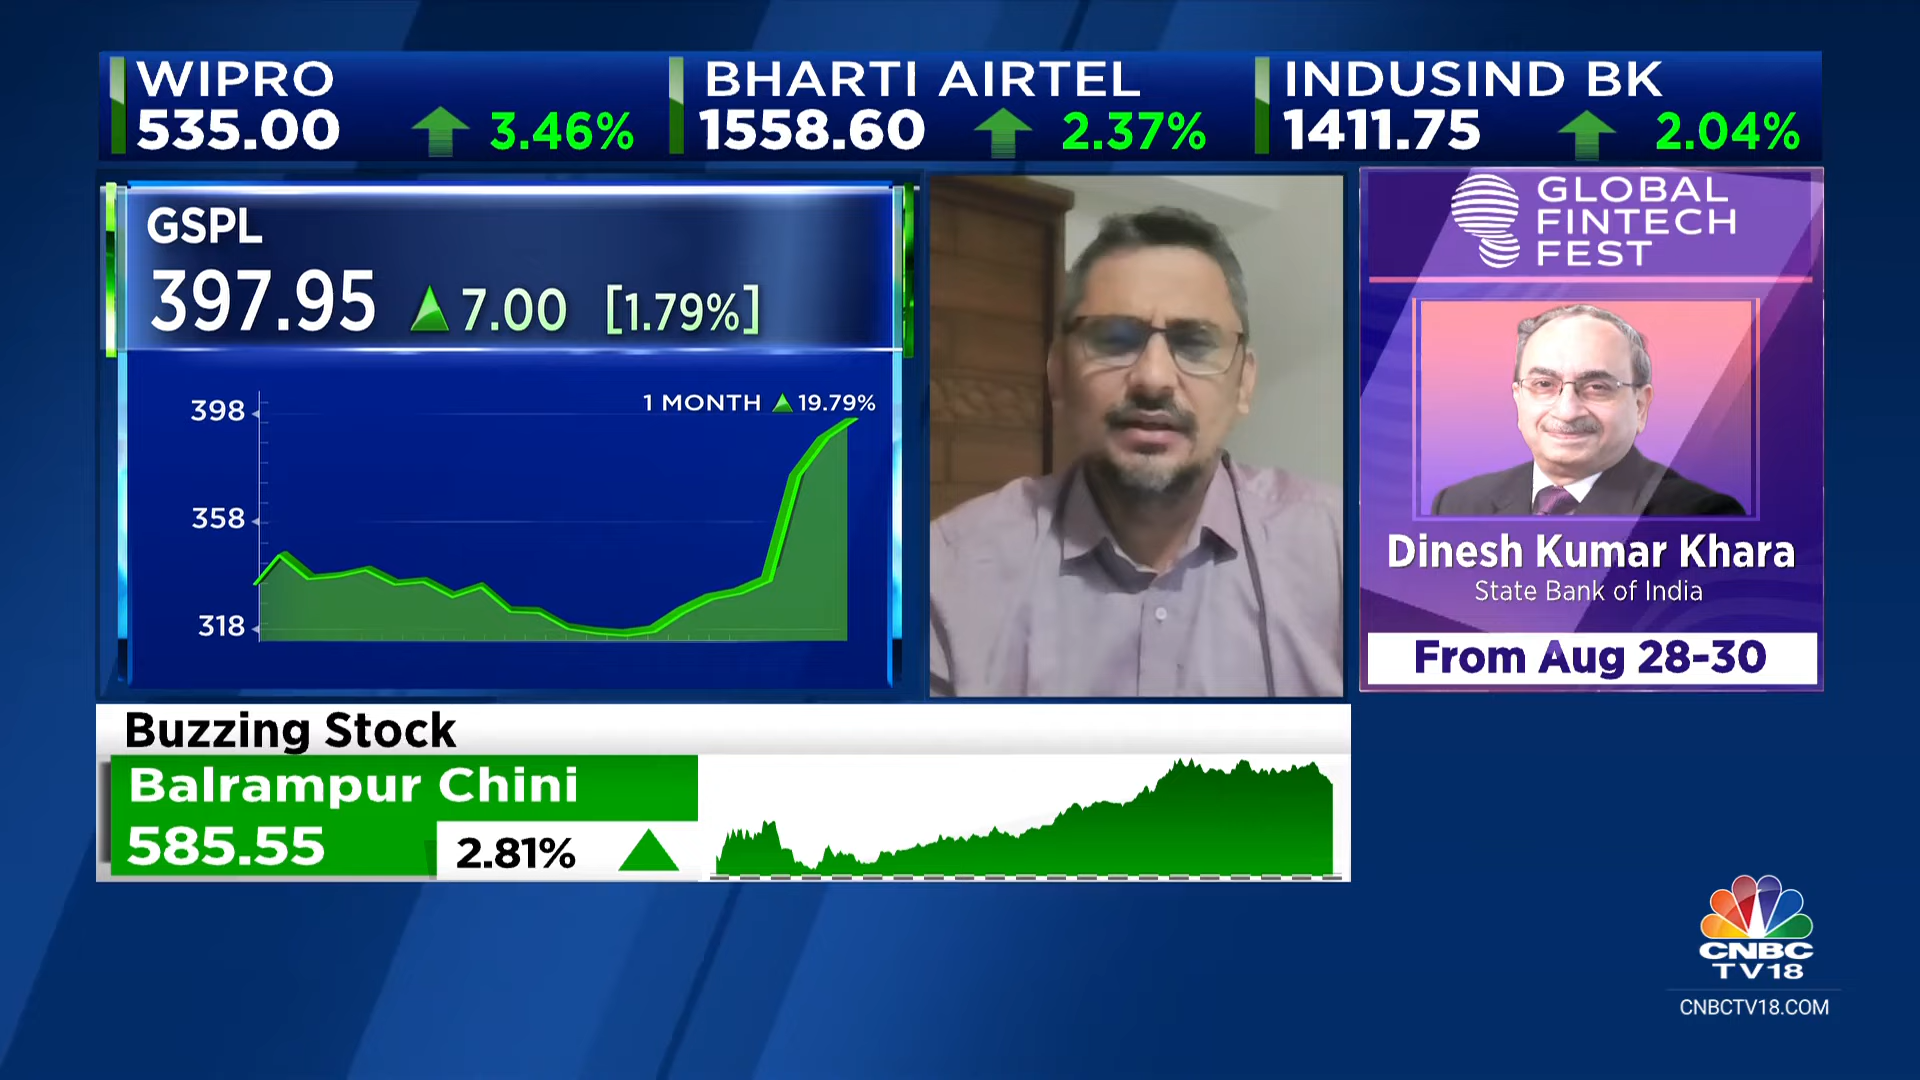 WIPRO
535.00 3.46%
BHARTI AIRTEL
1558.60 2.37%
INDUSIND BK
1411.75 2.04%
GSPL
397.95 7.00 [1.79%]
1 MONTH 19.79%
398
358
318
GLOBAL
FINTECH
FEST
Dinesh Kumar Khara
State Bank of India
From Aug 28-30
Buzzing Stock
Balrampur Chini
585.55 2.81%
CNBC
TV18
CNBCTV18.COM